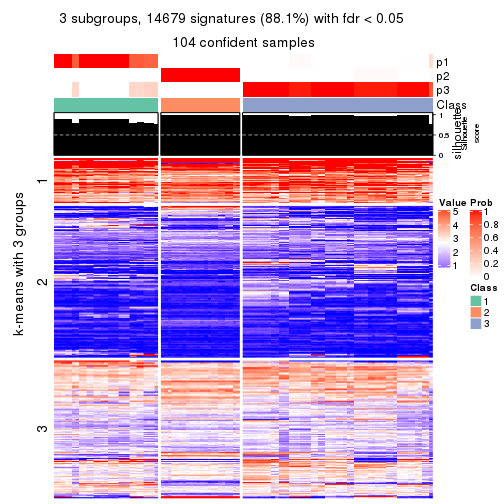 3 subgroups, 14679 signatures (88.1%) with fdr < 0.05
104 confident samples
p1
p2
p3
Class
1
0.5
0
silhouette
Silhouette
score
k-means with 3 groups
1
2
3
Value
5
4
3
2
1
Prob
1
0.8
0.6
0.4
0.2
0
Class
1
2
3